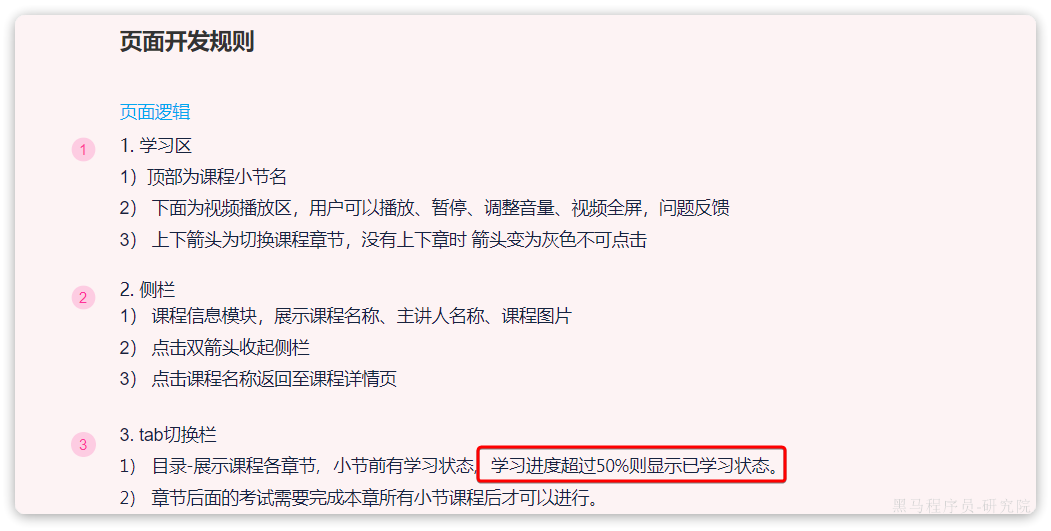 页面开发规则
页面逻辑
1
1. 学习区
1）顶部为课程小节名
2） 下面为视频播放区，用户可以播放、暂停、调整音量、视频全屏，问题反馈
3） 上下箭头为切换课程章节，没有上下章时 箭头变为灰色不可点击
2
2. 侧栏
1） 课程信息模块，展示课程名称、主讲人名称、课程图片
2） 点击双箭头收起侧栏
3） 点击课程名称返回至课程详情页
3
3. tab切换栏
1） 目录-展示课程各章节，小节前有学习状态，学习进度超过50%则显示已学习状态。
2） 章节后面的考试需要完成本章所有小节课程后才可以进行。
黑马程序员-研究院